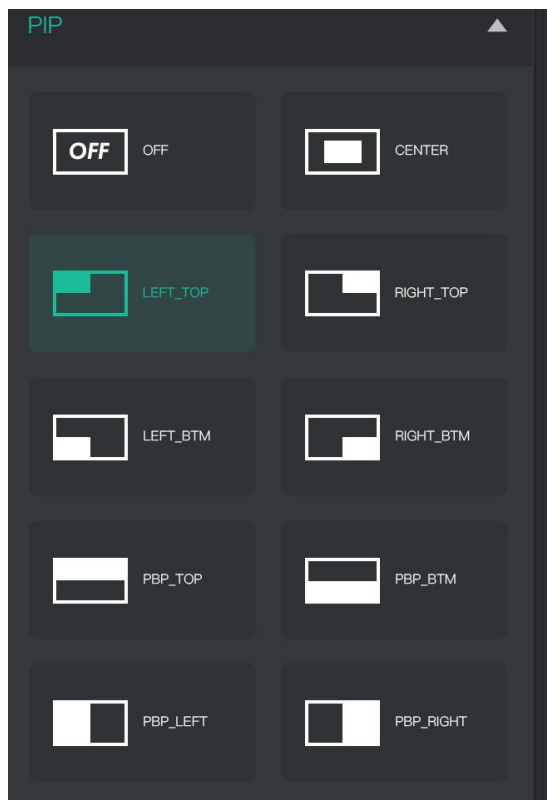 PIP
OFF OFF
CENTER
LEFT_TOP
RIGHT_TOP
LEFT_BTM
RIGHT_BTM
PBP_TOP
PBP_BTM
PBP_LEFT
PBP_RIGHT